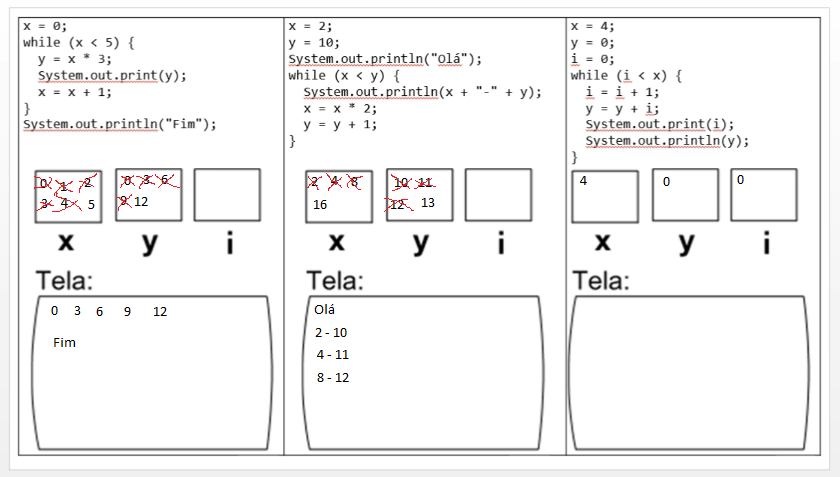 x = 0;
while (x < 5) {
y = x * 3;
System.out.print(y);
x = x + 1;
}
System.out.println("Fim");
0 1 2
3 4 5
0 3 6
9 12
x y i
Tela:
0 3 6 9 12
Fim
x = 2;
y = 10;
System.out.println("Olá");
while (x < y) {
System.out.println(x + "-" + y);
x = x * 2;
y = y + 1;
}
2 4 8
16
10 11
12 13
x y i
Tela:
Olá
2 - 10
4 - 11
8 - 12
x = 4;
y = 0;
i = 0;
while (i < x) {
i = i + 1;
y = y + i;
System.out.print(i);
System.out.println(y);
}
4 0 0
x y i
Tela: